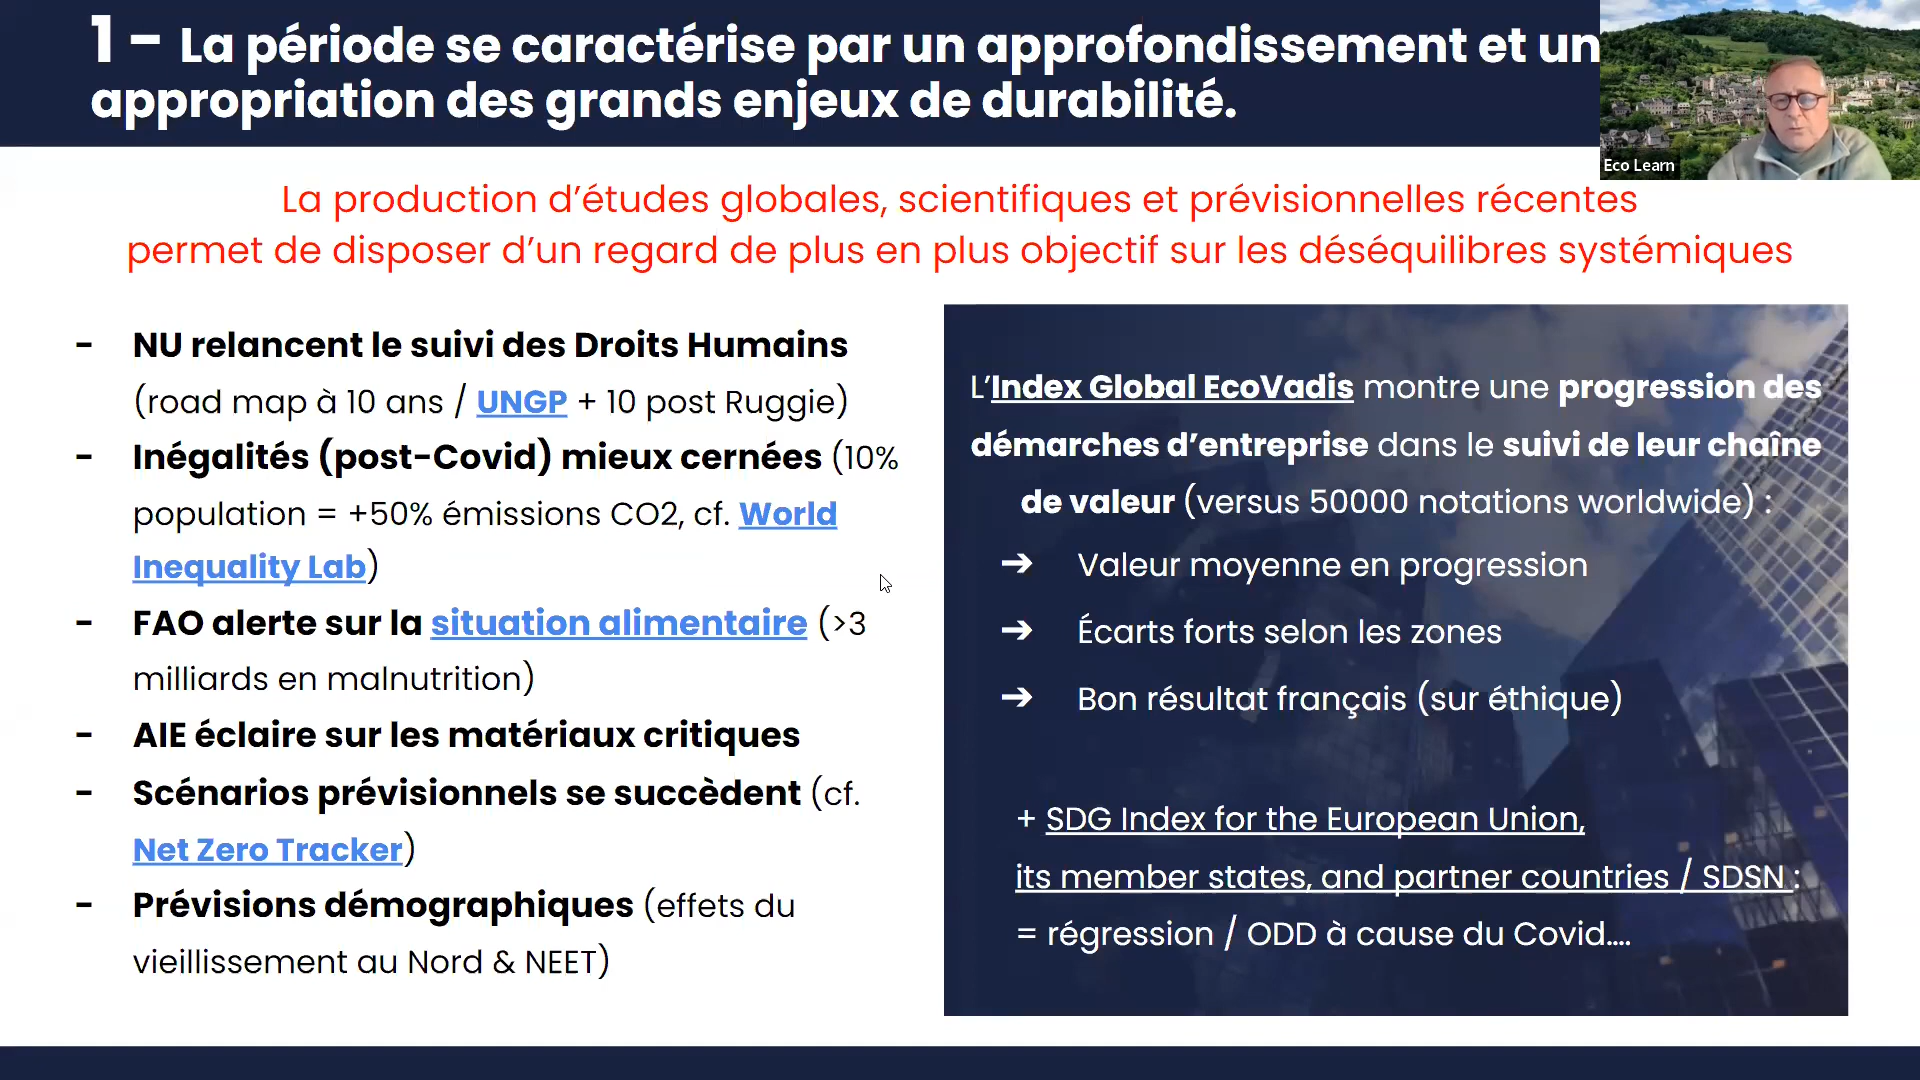 1 – La période se caractérise par un approfondissement et un
appropriation des grands enjeux de durabilité.
Eco Learn
La production d’études globales, scientifiques et prévisionnelles récentes
permet de disposer d’un regard de plus en plus objectif sur les déséquilibres systémiques
- NU relancent le suivi des Droits Humains
(road map à 10 ans / UNGP + 10 post Ruggie)
- Inégalités (post-Covid) mieux cernées (10%
population = +50% émissions CO2, cf. World
Inequality Lab)
- FAO alerte sur la situation alimentaire (>3
milliards en malnutrition)
- AIE éclaire sur les matériaux critiques
- Scénarios prévisionnels se succèdent (cf.
Net Zero Tracker)
- Prévisions démographiques (effets du
vieillissement au Nord & NEET)
L’Index Global EcoVadis montre une progression des
démarches d’entreprise dans le suivi de leur chaîne
de valeur (versus 50000 notations worldwide) :
➔ Valeur moyenne en progression
➔ Écarts forts selon les zones
➔ Bon résultat français (sur éthique)
+ SDG Index for the European Union,
its member states, and partner countries / SDSN :
= régression / ODD à cause du Covid....